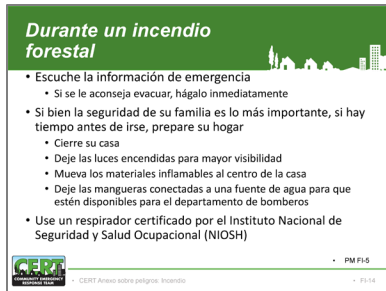 Durante un incendio
forestal
• Escuche la información de emergencia
• Si se le aconseja evacuar, hágalo inmediatamente
• Si bien la seguridad de su familia es lo más importante, si hay
tiempo antes de irse, prepare su hogar
• Cierre su casa
• Deje las luces encendidas para mayor visibilidad
• Mueva los materiales inflamables al centro de la casa
• Deje las mangueras conectadas a una fuente de agua para que
estén disponibles para el departamento de bomberos
• Use un respirador certificado por el Instituto Nacional de
Seguridad y Salud Ocupacional (NIOSH)
• PM FI-5
CERT
COMMUNITY EMERGENCY
RESPONSE TEAM
• CERT Anexo sobre peligros: Incendio
• FI-14